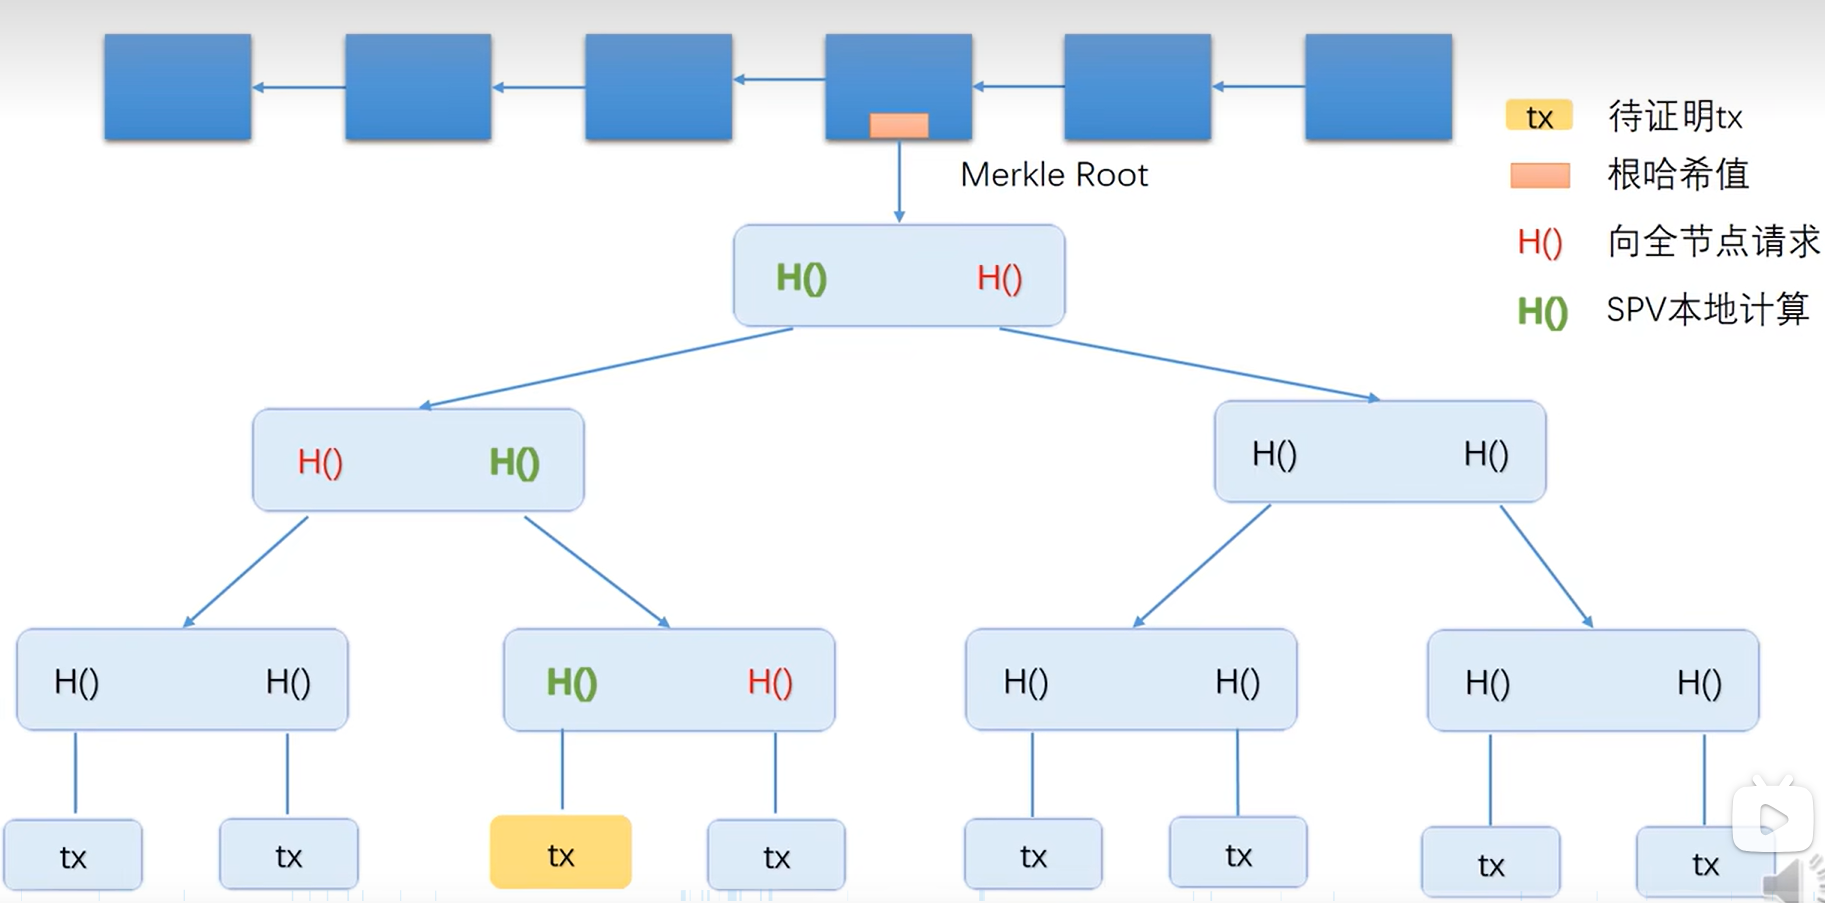 tx 待证明tx
Merkle Root
根哈希值
H() 向全节点请求
H() H()
H() SPV本地计算
H() H() H() H()
H() H() H() H() H() H() H() H()
tx tx tx tx tx tx tx tx